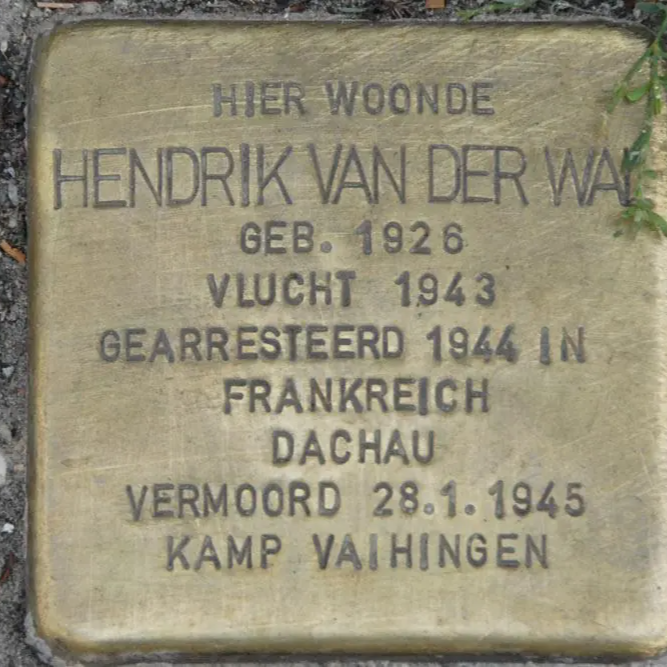 HIER WOONDE
HENDRIK VAN DER
GEB. 1926
VLUCHT 1943
GEARRESTEERD 1944 IN
FRANKREICH
DACHAU
VERMOORD 28.1.1945
KAMP VAIHINGEN